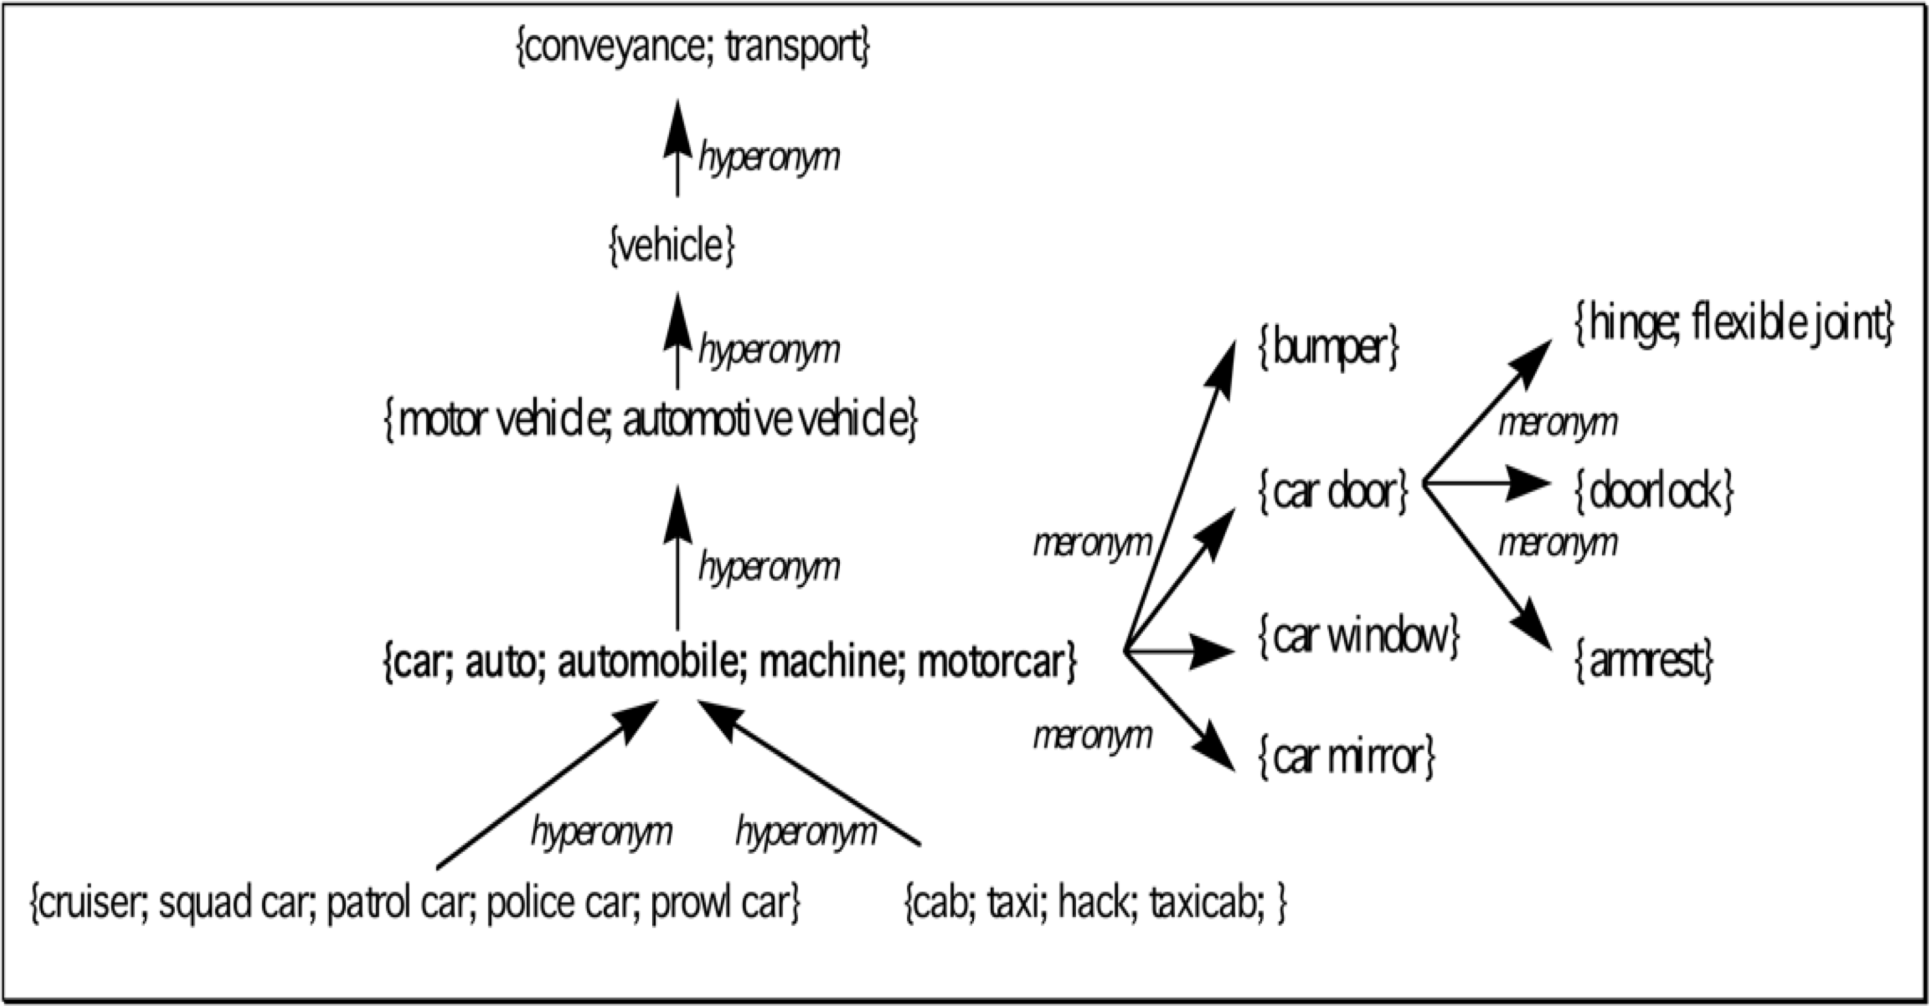 {conveyance; transport}
hyperonym
{vehicle}
hyperonym
{motor vehicle; automotive vehicle}
hyperonym
{car; auto; automobile; machine; motorcar}
hyperonym
hyperonym
{cruiser; squad car; patrol car; police car; prowl car}
{cab; taxi; hack; taxicab; }
meronym
meronym
{bumper}
{car door}
{car window}
{car mirror}
meronym
meronym
{hinge; flexible joint}
{doorlock}
{armrest}